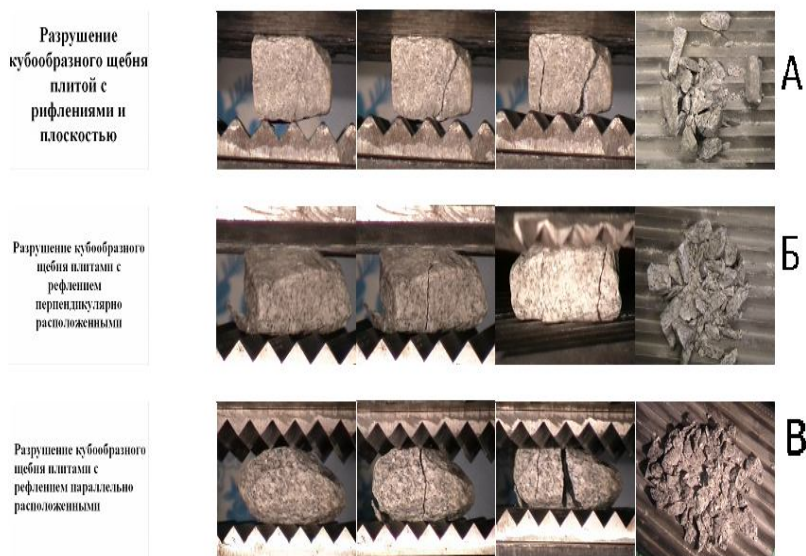 Разрушение
кубообразного щебня
плитой с
рифлениями и
плоскостью
А
Разрушение кубообразного
щебня плитами с
рефлением
перпендикулярно
расположенными
Б
Разрушение кубообразного
щебня плитами с
рефлением параллельно
расположенными
В